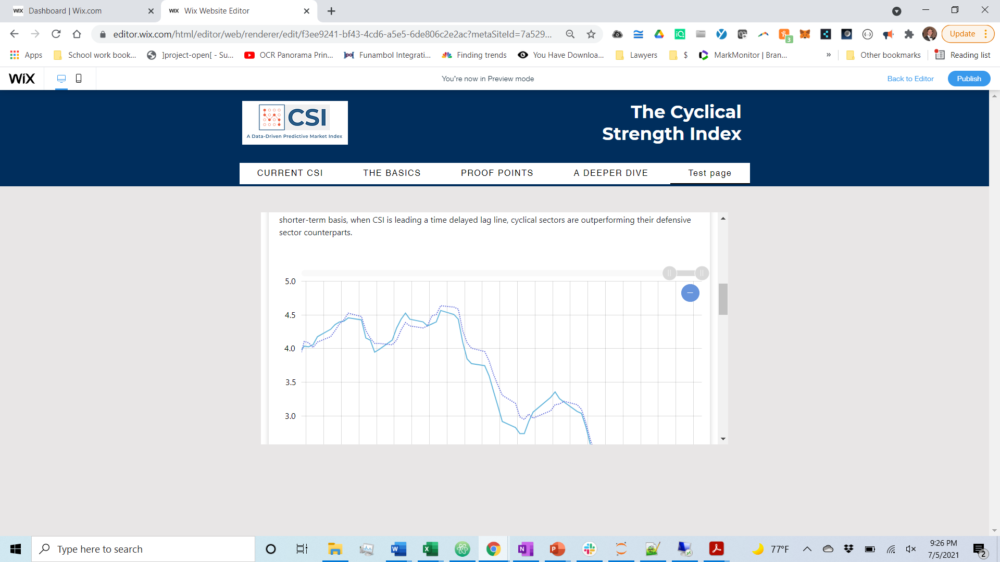 WIX Dashboard | Wix.com
WIX Wix Website Editor
editor.wix.com/html/editor/web/renderer/edit/f3ee9241-bf43-4cd6-a5e5-6de806c2e2ac?metaSiteId=7a529...
3
Update
Apps
School work book...
]project-open[ - Su...
OCR Panorama Prin...
]po[ Funambol Integrati...
Finding trends
You Have Downloa...
Lawyers
$
MarkMonitor | Bran...
»
Other bookmarks
Reading list
WIX
You're now in Preview mode
Back to Editor
Publish
CSI
A Data-Driven Predictive Market Index
The Cyclical
Strength Index
CURRENT CSI
THE BASICS
PROOF POINTS
A DEEPER DIVE
Test page
shorter-term basis, when CSI is leading a time delayed lag line, cyclical sectors are outperforming their defensive
sector counterparts.
5.0
4.5
4.0
3.5
3.0
Type here to search
77°F
9:26 PM
7/5/2021
2